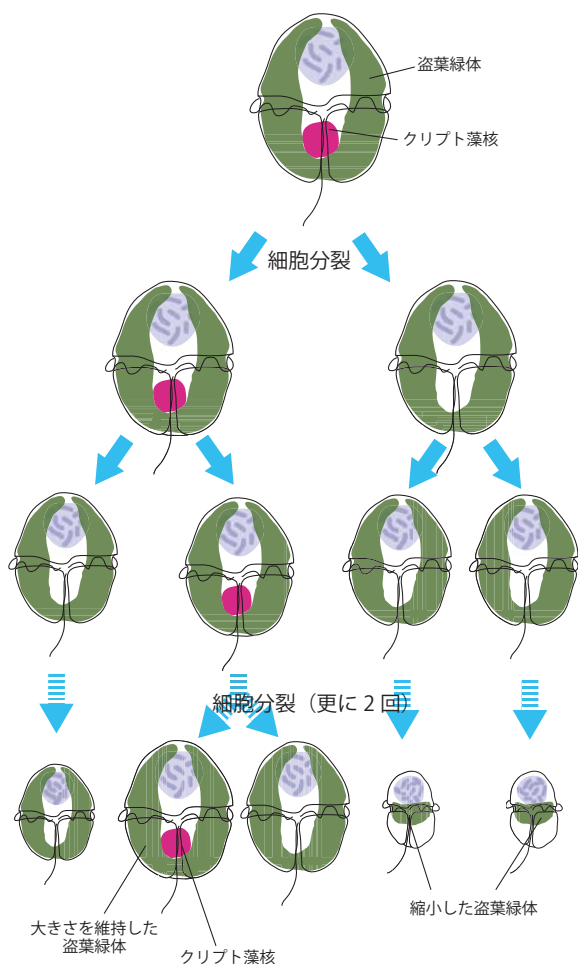 盗葉緑体
クリプト藻核
細胞分裂
細胞分裂（更に 2 回）
大きさを維持した
盗葉緑体
クリプト藻核
縮小した盗葉緑体